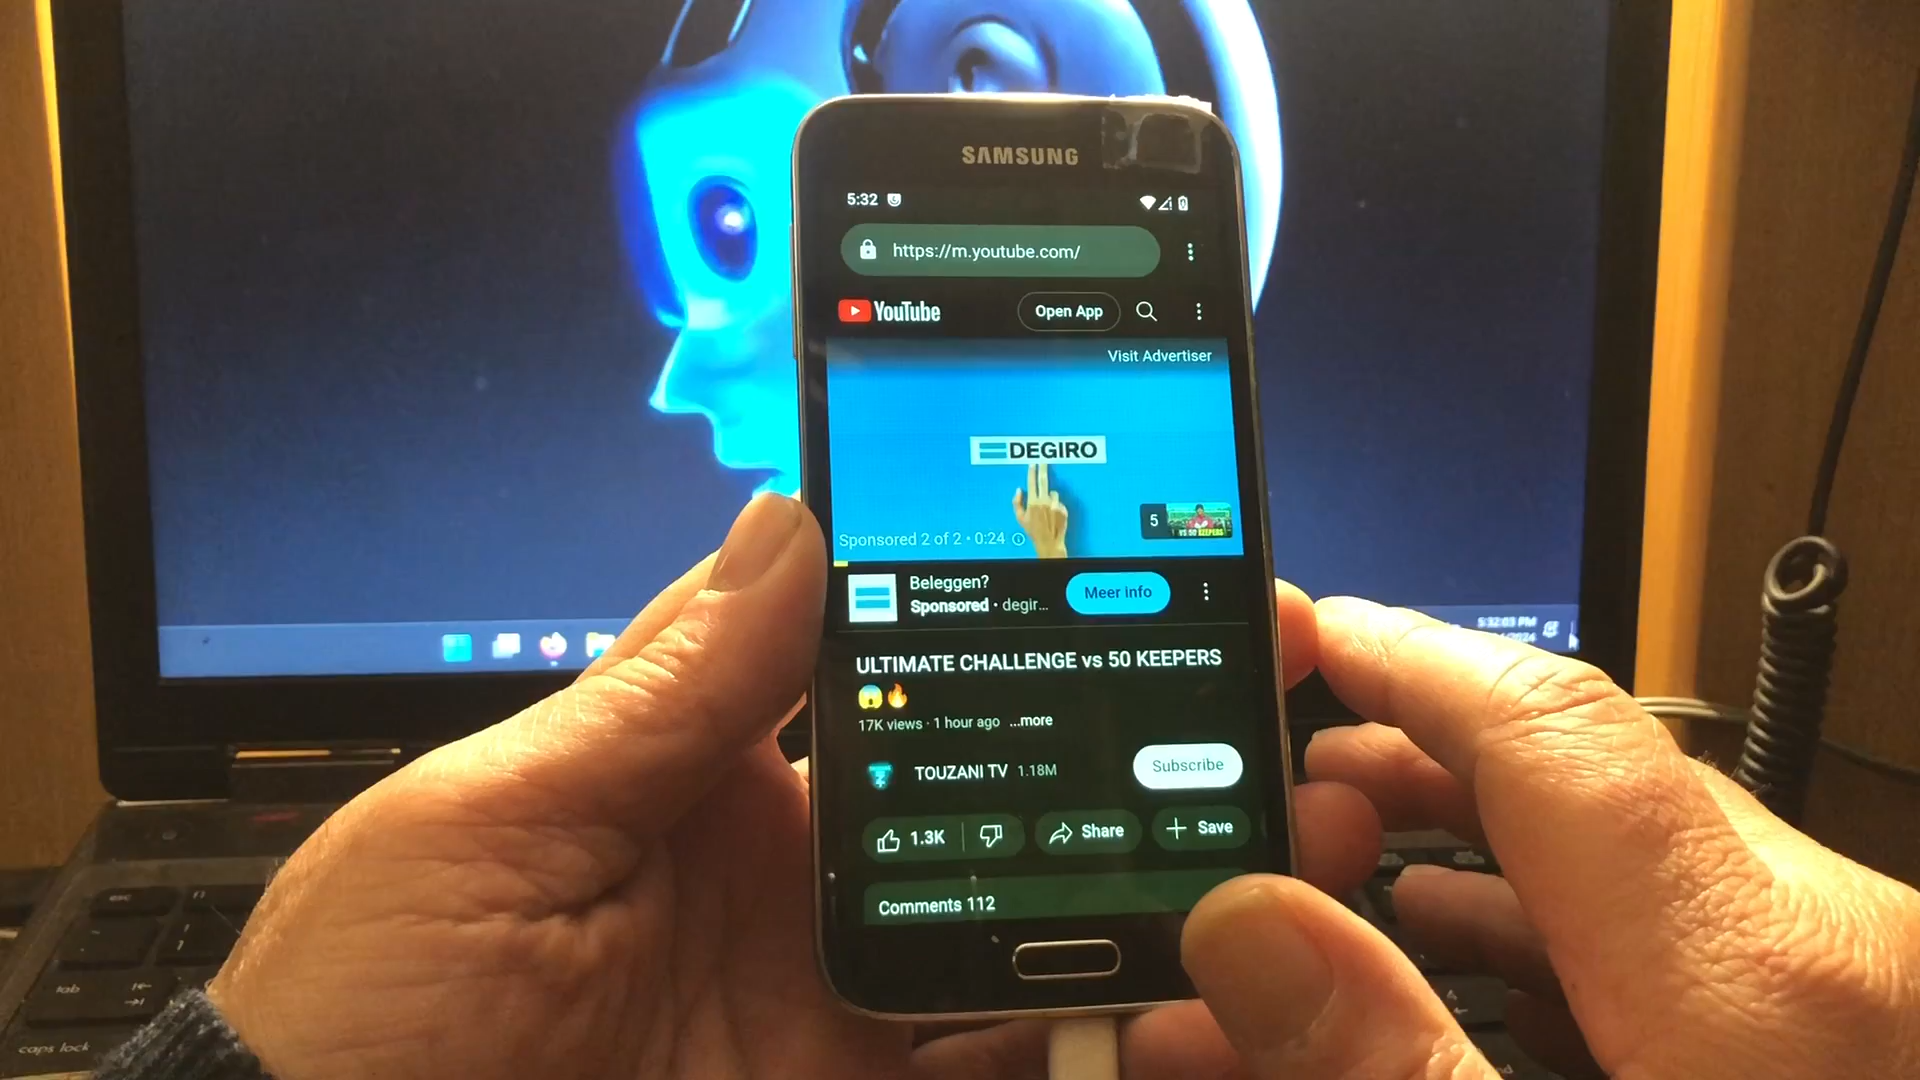 SAMSUNG
5:32
https://m.youtube.com/
YouTube
Open App
Visit Advertiser
DEGIRO
5
VS 50 KEEPERS
Sponsored 2 of 2 · 0:24
Beleggen?
Meer info
Sponsored · degir...
ULTIMATE CHALLENGE vs 50 KEEPERS
😱🔥
17K views · 1 hour ago ...more
TOUZANI TV 1.18M
Subscribe
1.3K
Share
Save
Comments 112
5:32:03 PM
esc
f1
tab
caps lock